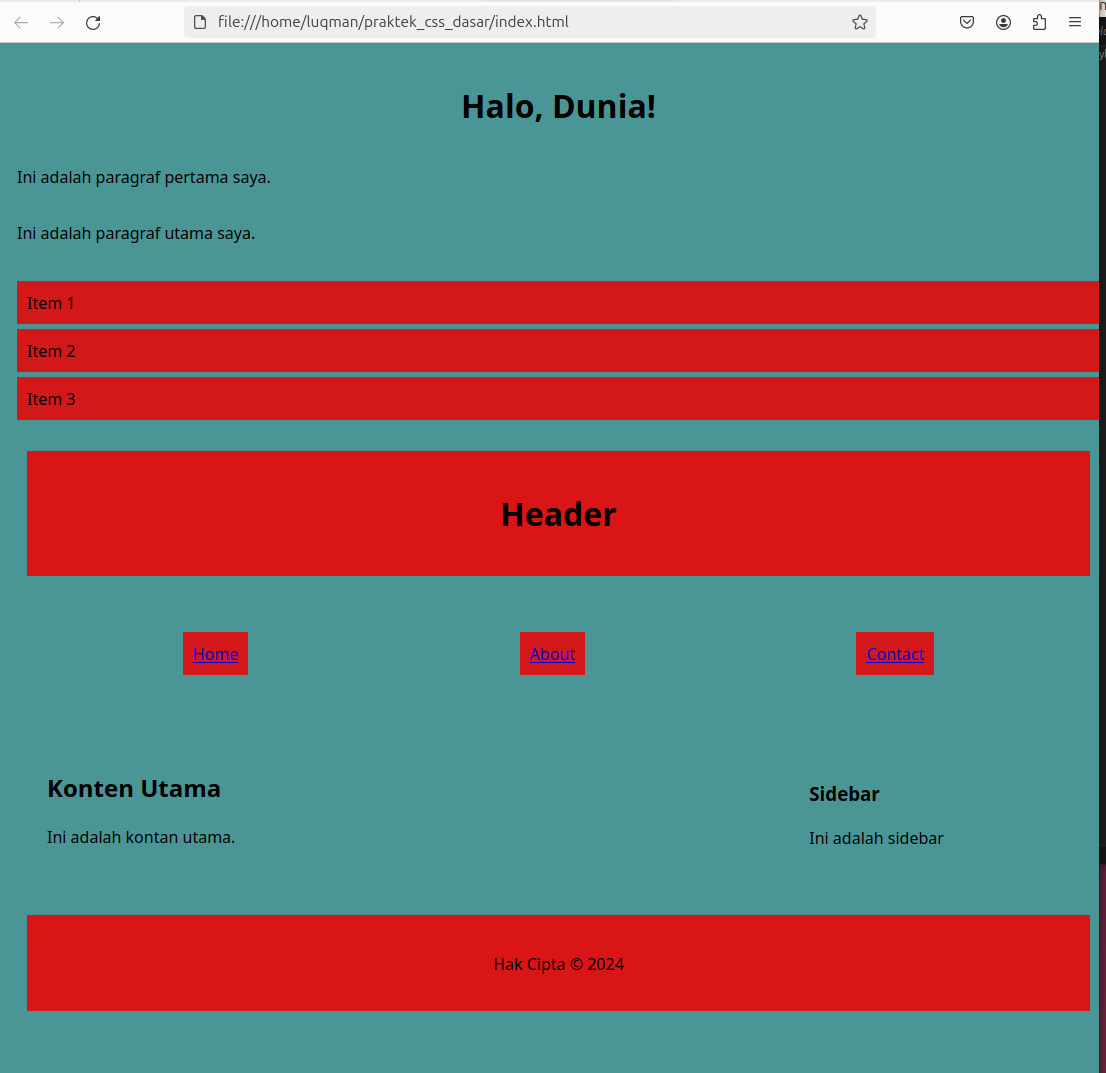 file:///home/luqman/praktek_css_dasar/index.html
Halo, Dunia!
Ini adalah paragraf pertama saya.
Ini adalah paragraf utama saya.
Item 1
Item 2
Item 3
Header
Home About Contact
Konten Utama
Ini adalah kontan utama.
Sidebar
Ini adalah sidebar
Hak Cipta © 2024